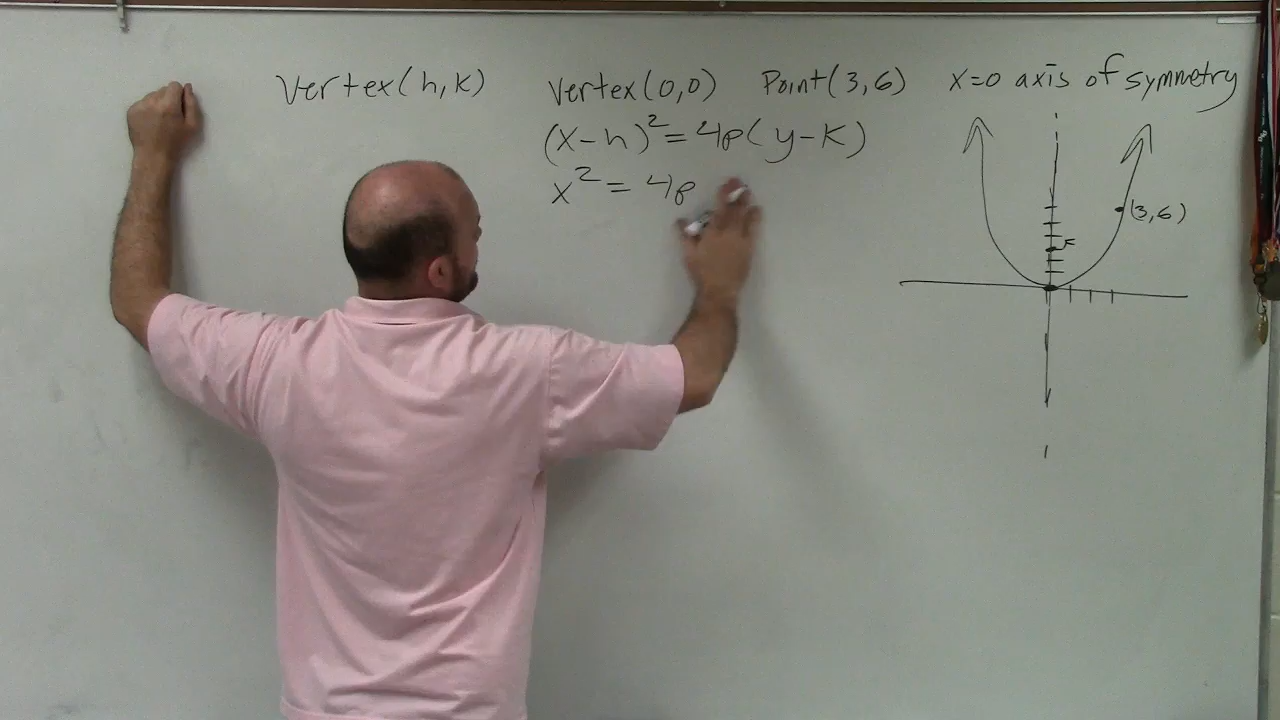 Vertex(h,k) Vertex(0,0) Point(3,6) x=0 axis of symmetry
(x-h)²=4p(y-k)
x²=4p
(3,6)
F